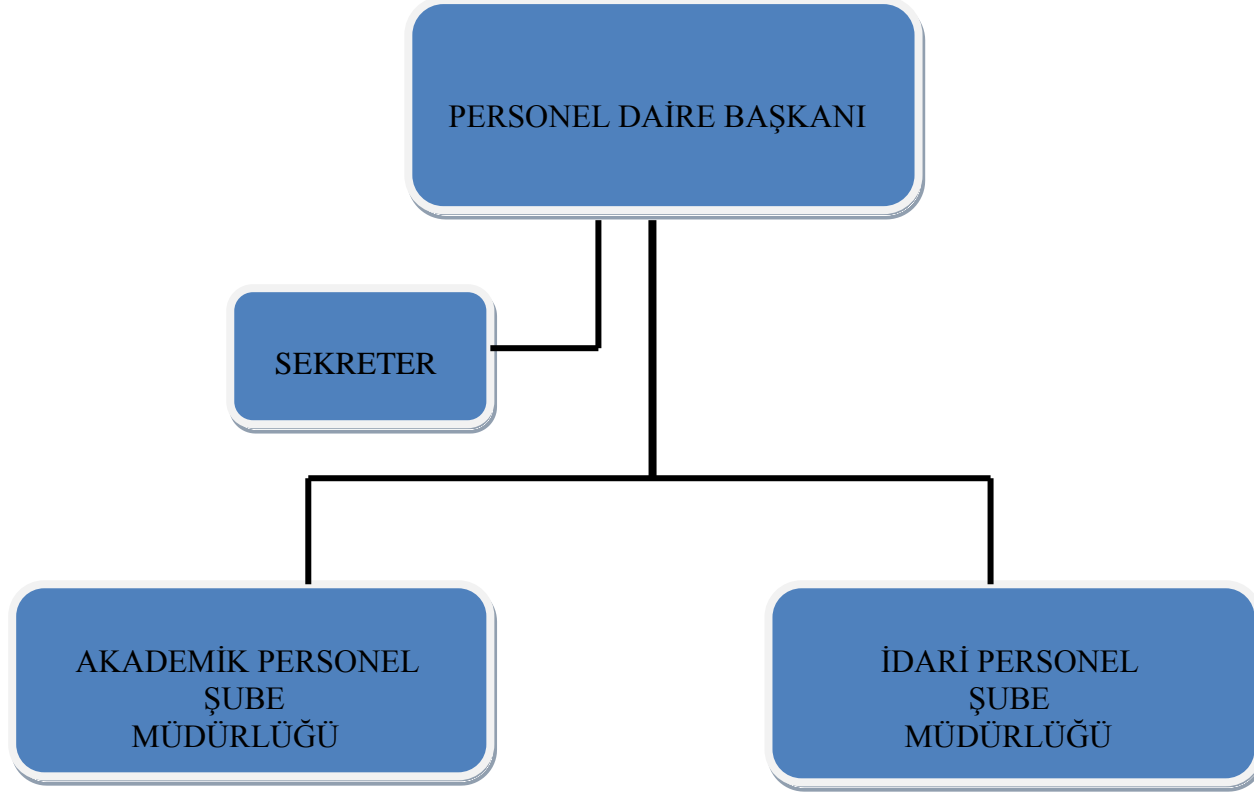 PERSONEL DAİRE BAŞKANI
SEKRETER
AKADEMİK PERSONEL
ŞUBE
MÜDÜRLÜĞÜ
İDARİ PERSONEL
ŞUBE
MÜDÜRLÜĞÜ